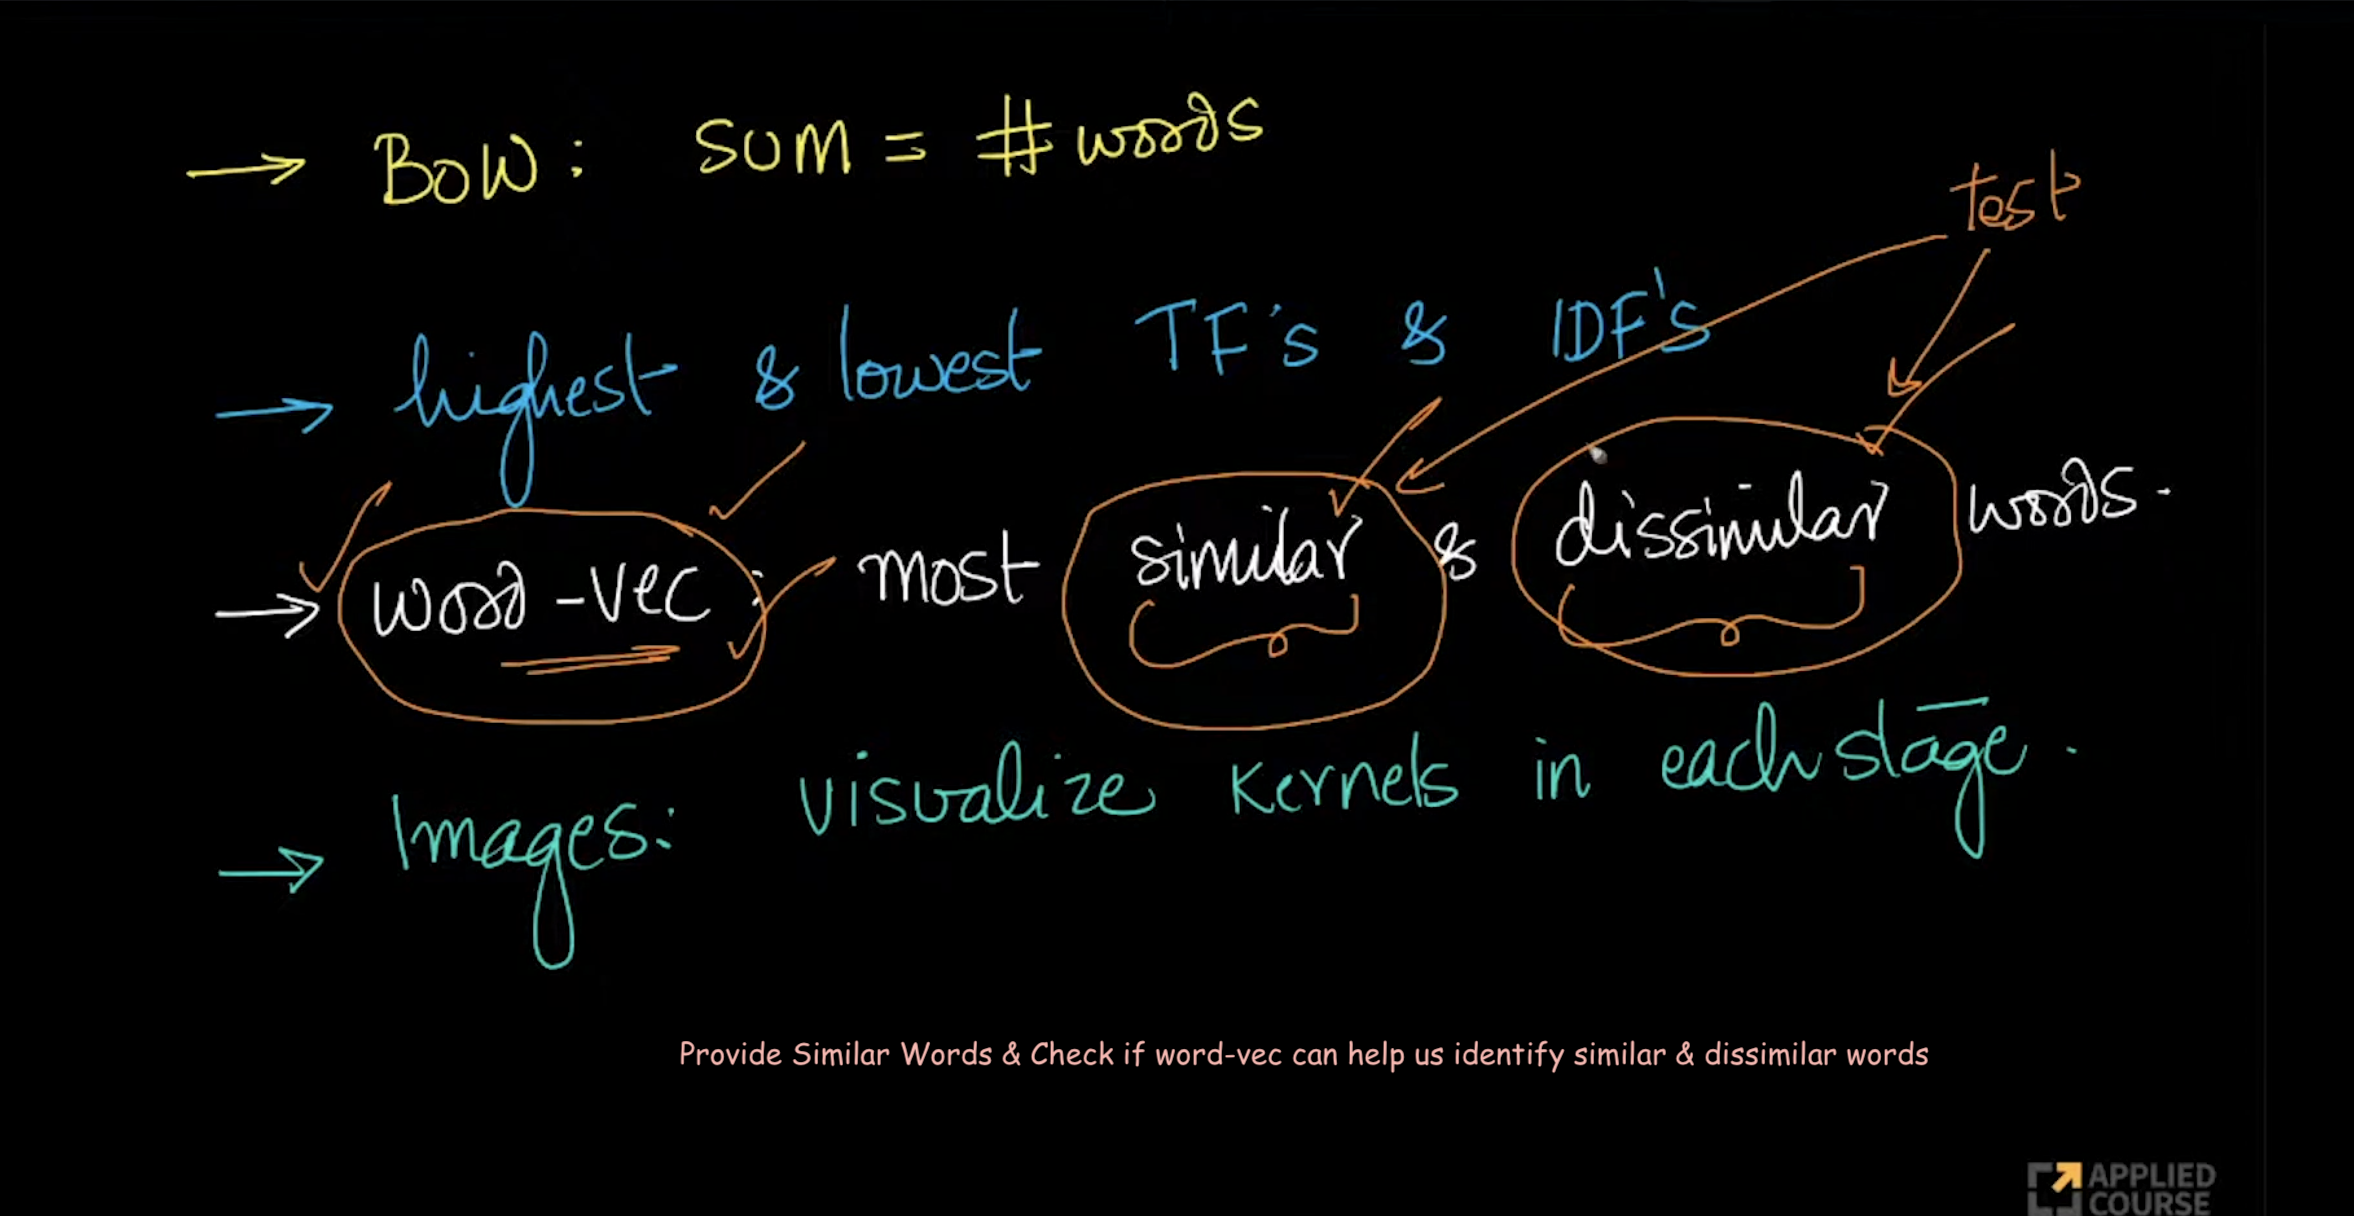 → BOW: SUM = # words
test
→ highest & lowest TF's & IDF's
→ word-vec: most similar & dissimilar words.
→ Images: visualize kernels in each stage.
Provide Similar Words & Check if word-vec can help us identify similar & dissimilar words
APPLIED
COURSE